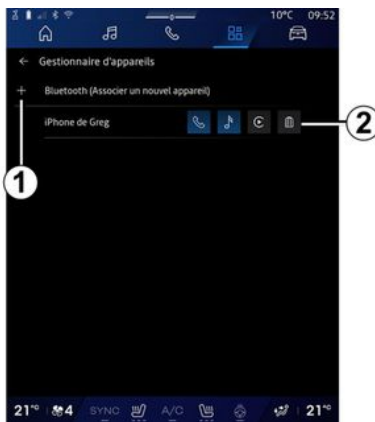 10°C 09:52
Gestionnaire d'appareils
Bluetooth (Associer un nouvel appareil)
iPhone de Greg
1
2
21° 4 SYNC A/C 21°